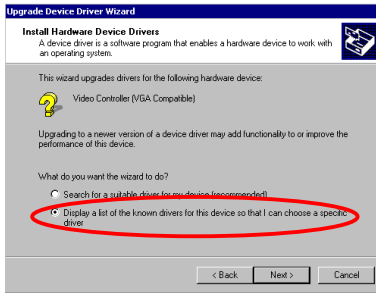 Upgrade Device Driver Wizard
Install Hardware Device Drivers
A device driver is a software program that enables a hardware device to work with
an operating system.
This wizard upgrades drivers for the following hardware device:
Video Controller (VGA Compatible)
Upgrading to a newer version of a device driver may add functionality to or improve the
performance of this device.
What do you want the wizard to do?
Search for a suitable driver for my device (recommended)
Display a list of the known drivers for this device so that I can choose a specific
driver
< Back Next > Cancel